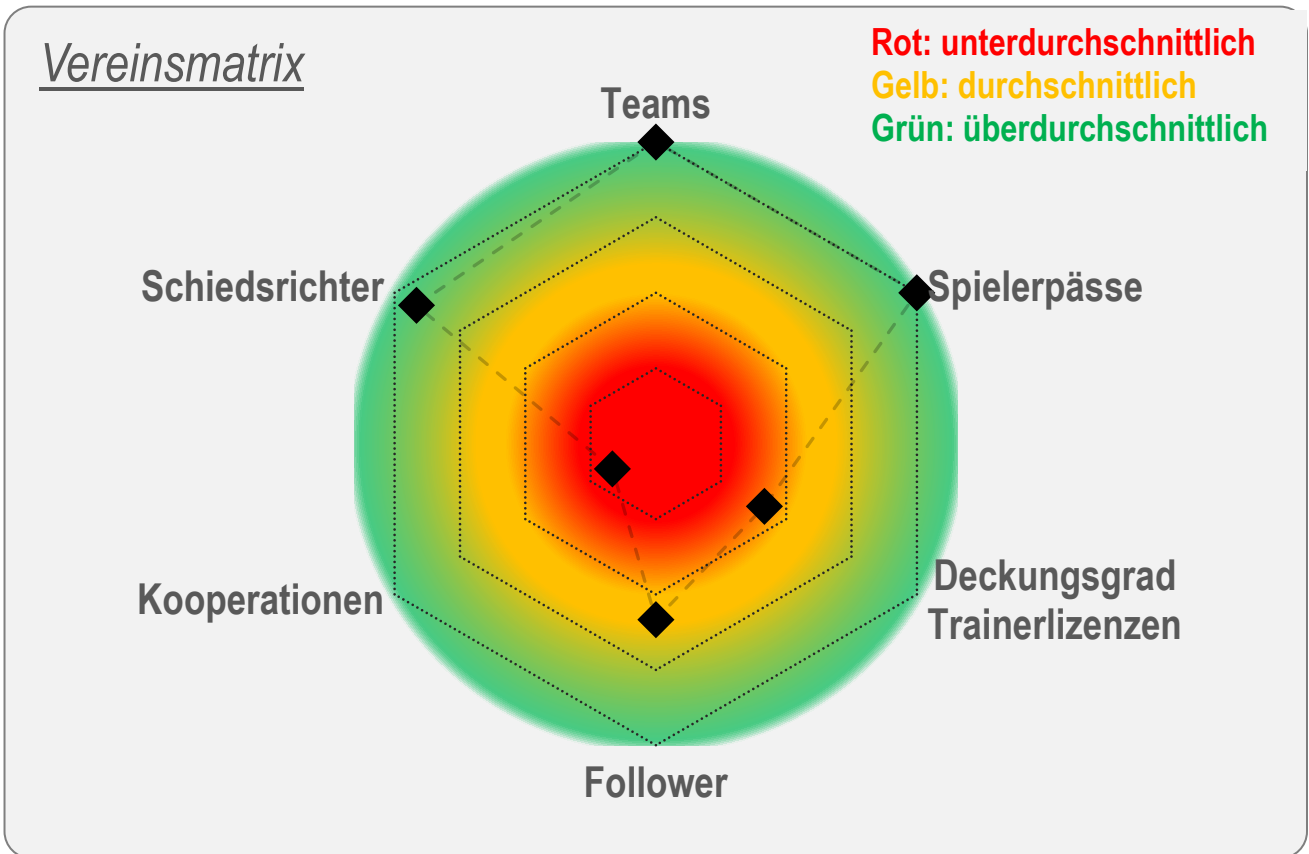 Vereinsmatrix
Rot: unterdurchschnittlich
Gelb: durchschnittlich
Grün: überdurchschnittlich
Teams
Schiedsrichter
Spielerpässe
Kooperationen
Deckungsgrad
Trainerlizenzen
Follower